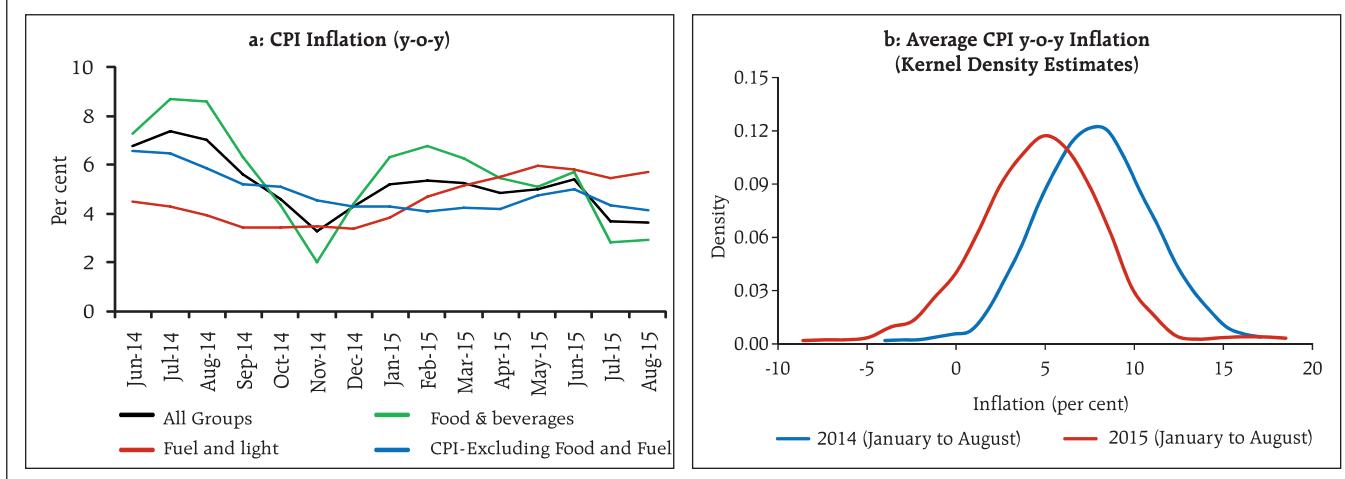 a: CPI Inflation (y-o-y)
Per cent
10
8
6
4
2
0
Jun-14
Jul-14
Aug-14
Sep-14
Oct-14
Nov-14
Dec-14
Jan-15
Feb-15
Mar-15
Apr-15
May-15
Jun-15
Jul-15
Aug-15
All Groups
Food & beverages
Fuel and light
CPI-Excluding Food and Fuel
b: Average CPI y-o-y Inflation
(Kernel Density Estimates)
Density
0.15
0.12
0.09
0.06
0.03
0.00
-10
-5
0
5
10
15
20
Inflation (per cent)
2014 (January to August)
2015 (January to August)